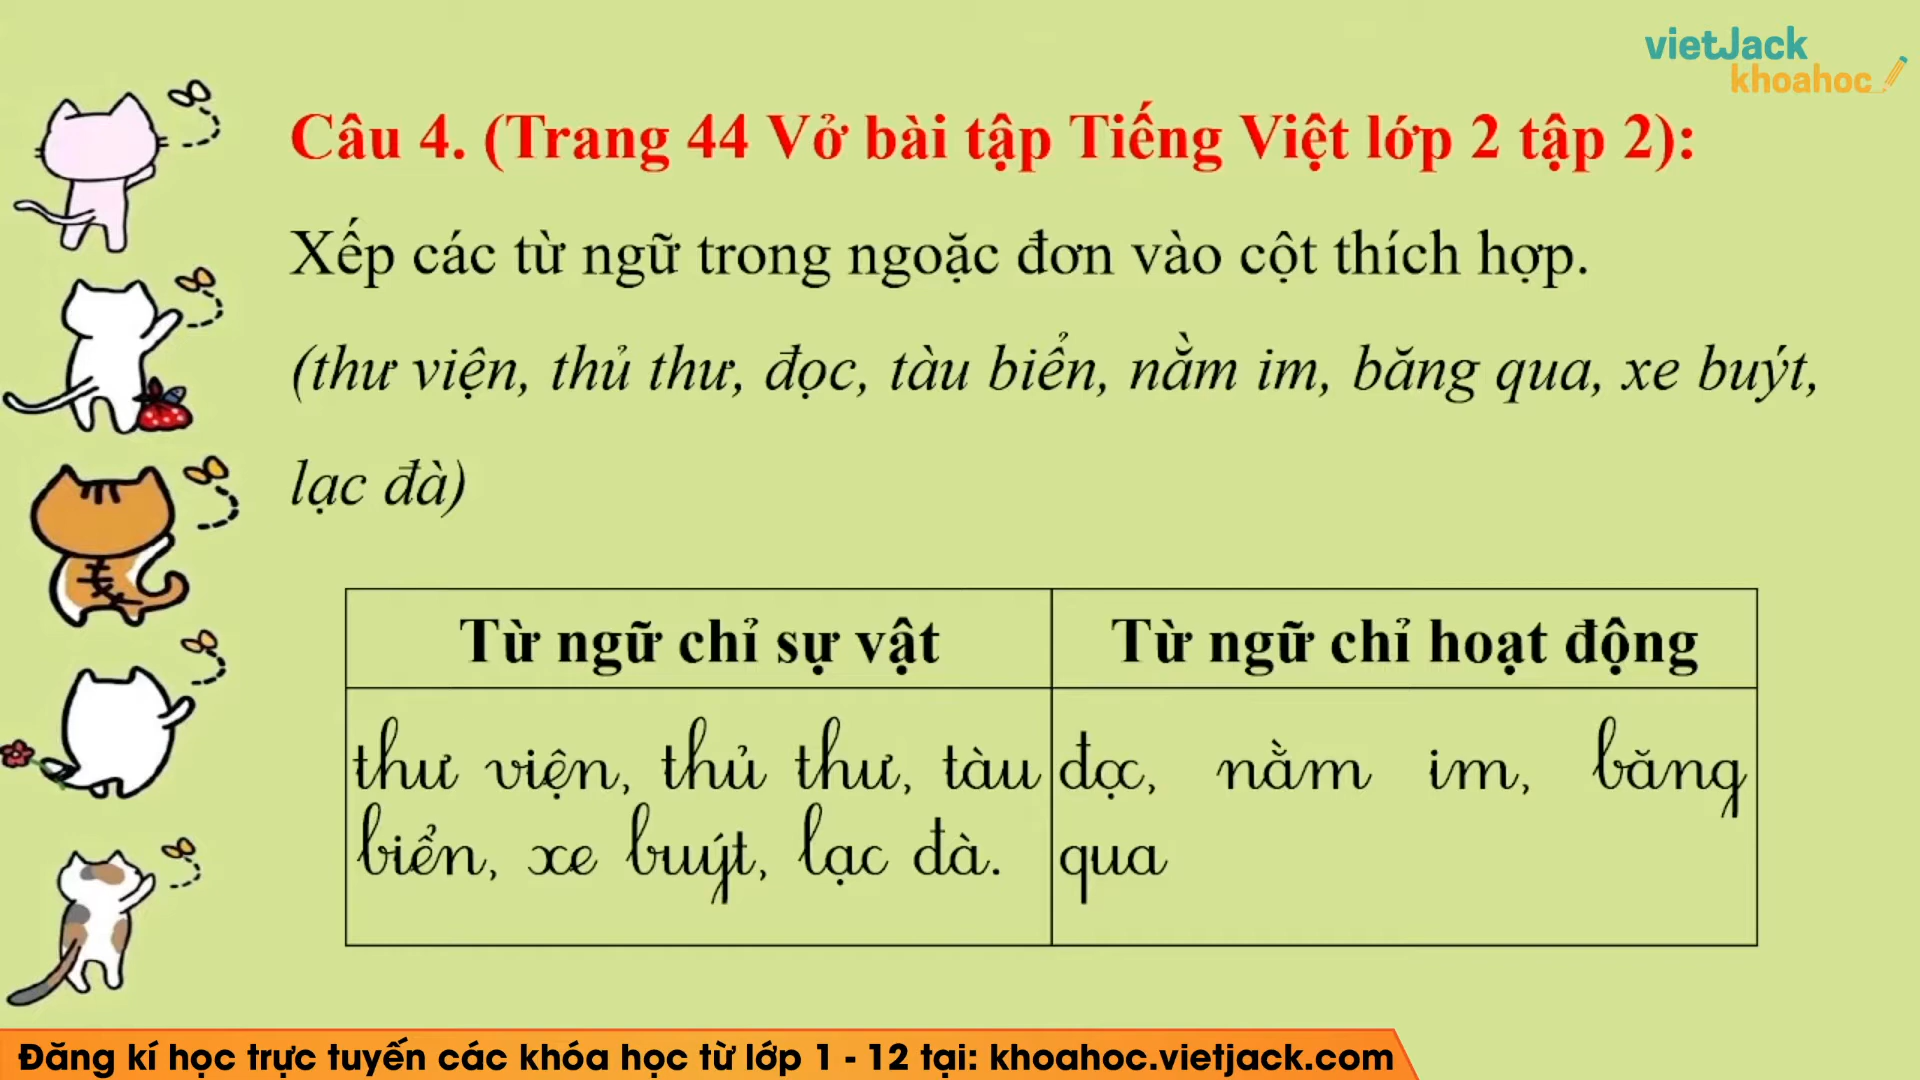 vietJack
khoahoc
Câu 4. (Trang 44 Vở bài tập Tiếng Việt lớp 2 tập 2):
Xếp các từ ngữ trong ngoặc đơn vào cột thích hợp.
(thư viện, thủ thư, đọc, tàu biển, nằm im, băng qua, xe buýt,
lạc đà)
Từ ngữ chỉ sự vật
Từ ngữ chỉ hoạt động
thư viện, thủ thư, tàu
biển, xe buýt, lạc đà.
đọc, nằm im, băng
qua
Đăng kí học trực tuyến các khóa học từ lớp 1 - 12 tại: khoahoc.vietjack.com